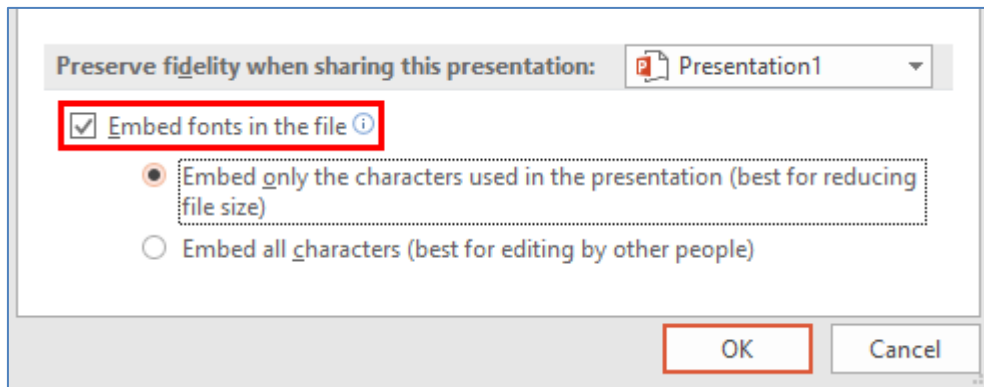 Preserve fidelity when sharing this presentation: Presentation1
Embed fonts in the file
Embed only the characters used in the presentation (best for reducing
file size)
Embed all characters (best for editing by other people)
OK Cancel